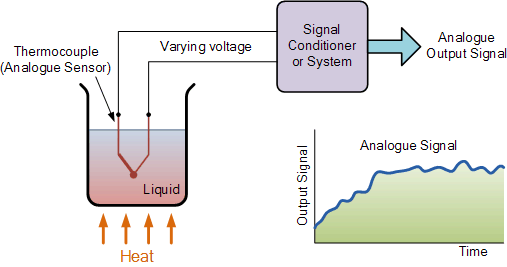 Thermocouple
(Analogue Sensor)
Varying voltage
Signal
Conditioner
or System
Analogue
Output Signal
Liquid
Heat
Analogue Signal
Output Signal
Time